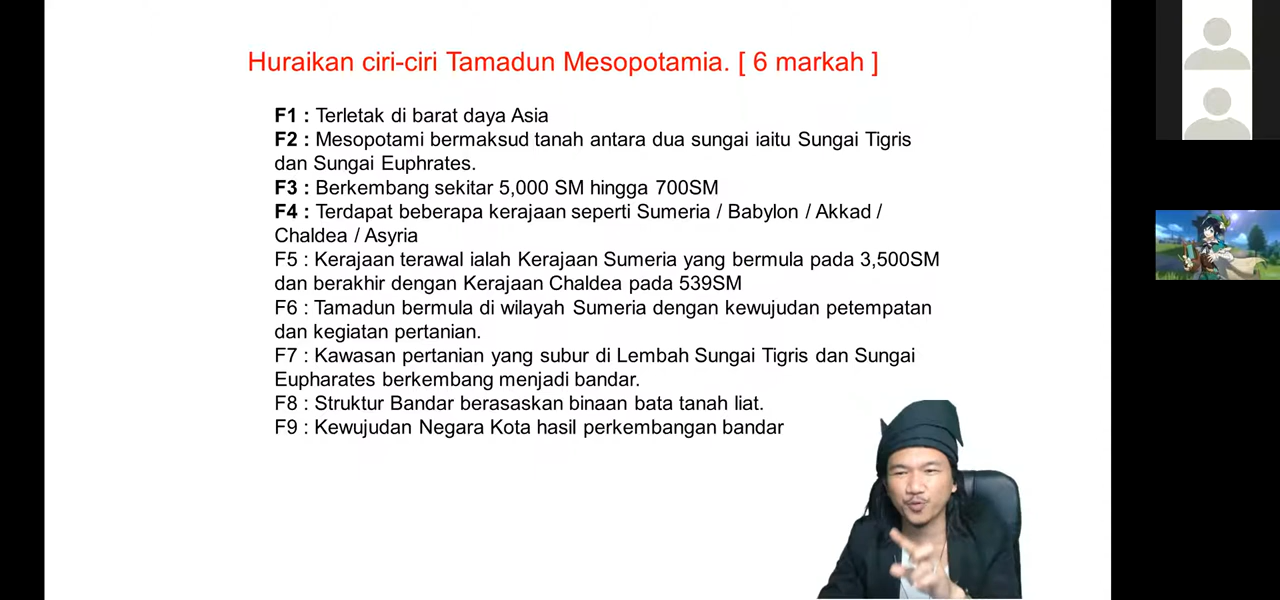 Huraikan ciri-ciri Tamadun Mesopotamia. [ 6 markah ]
F1 : Terletak di barat daya Asia
F2 : Mesopotami bermaksud tanah antara dua sungai iaitu Sungai Tigris
dan Sungai Euphrates.
F3 : Berkembang sekitar 5,000 SM hingga 700SM
F4 : Terdapat beberapa kerajaan seperti Sumeria / Babylon / Akkad /
Chaldea / Asyria
F5 : Kerajaan terawal ialah Kerajaan Sumeria yang bermula pada 3,500SM
dan berakhir dengan Kerajaan Chaldea pada 539SM
F6 : Tamadun bermula di wilayah Sumeria dengan kewujudan petempatan
dan kegiatan pertanian.
F7 : Kawasan pertanian yang subur di Lembah Sungai Tigris dan Sungai
Eupharates berkembang menjadi bandar.
F8 : Struktur Bandar berasaskan binaan bata tanah liat.
F9 : Kewujudan Negara Kota hasil perkembangan bandar